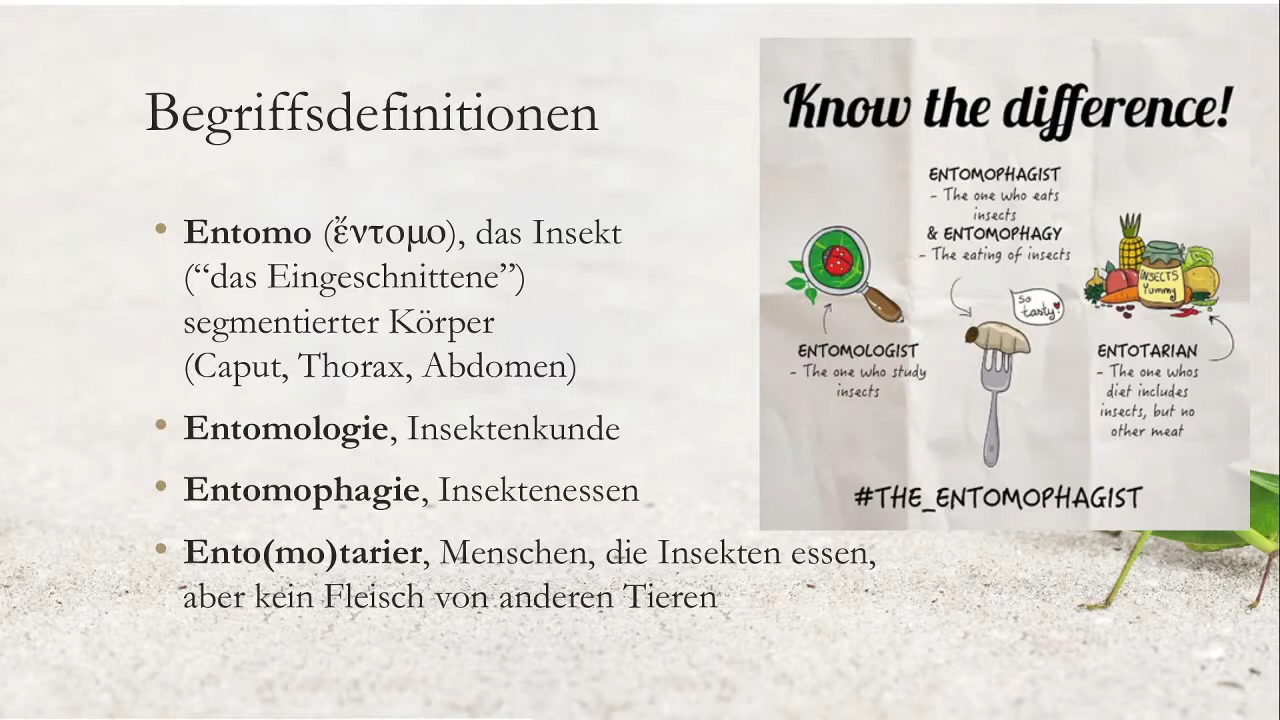 Begriffsdefinitionen
• Entomo (ἔντομο), das Insekt
(“das Eingeschnittene”)
segmentierter Körper
(Caput, Thorax, Abdomen)
• Entomologie, Insektenkunde
• Entomophagie, Insektenessen
• Ento(mo)tarier, Menschen, die Insekten essen,
aber kein Fleisch von anderen Tieren
Know the difference!
ENTOMOPHAGIST
- The one who eats
insects
& ENTOMOPHAGY
- The eating of insects
So
tasty!
INSECTS
Yummy
ENTOMOLOGIST
- The one who study
insects
ENTOTARIAN
- The one whos
diet includes
insects, but no
other meat
#THE_ENTOMOPHAGIST